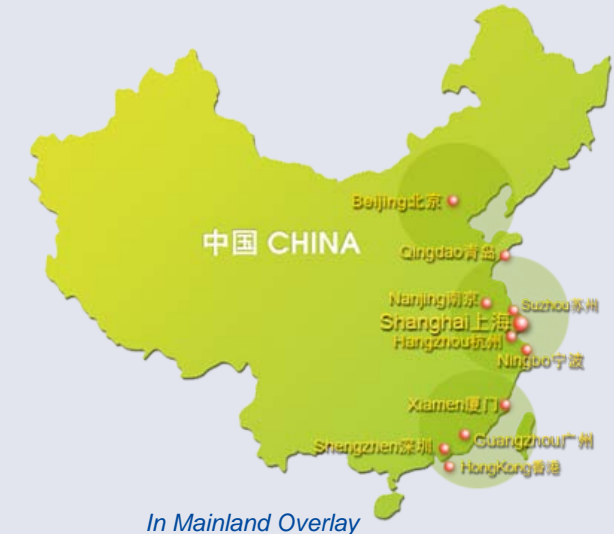 Beijing北京
中国 CHINA
Qingdao青岛
Nanjing南京
Suzhou苏州
Shanghai上海
Hangzhou杭州
Ningbo宁波
Xiamen厦门
Guangzhou广州
Shengzhen深圳
HongKong香港
In Mainland Overlay